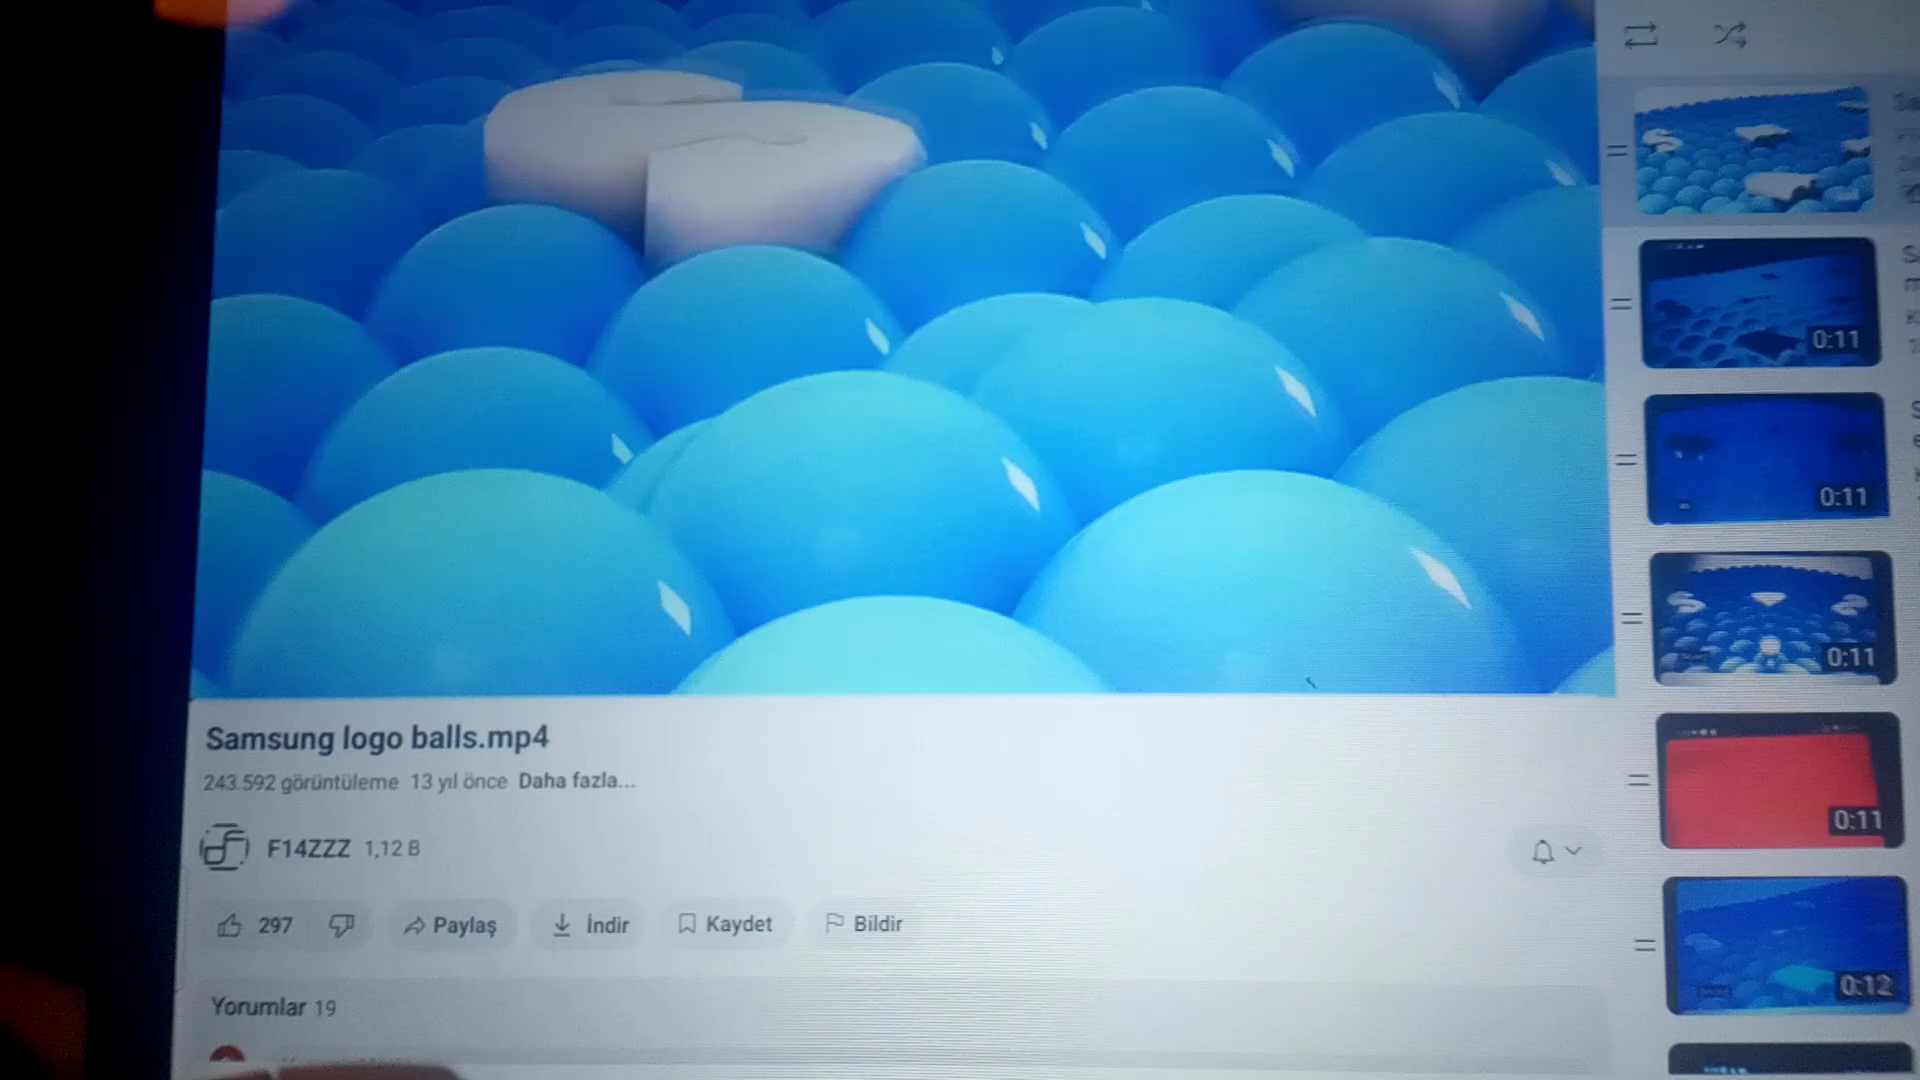 Samsung logo balls.mp4
243.592 görüntüleme 13 yıl önce Daha fazla...
F14ZZZ 1,12 B
297 Paylaş İndir Kaydet Bildir
Yorumlar 19
0:11
0:11
0:11
0:11
0:12